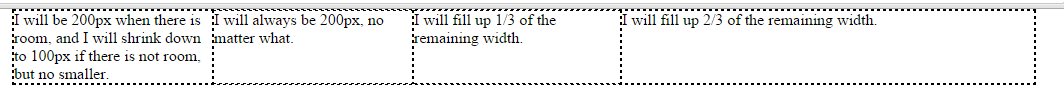 I will be 200px when there is
room, and I will shrink down
to 100px if there is not room,
but no smaller.
I will always be 200px, no
matter what.
I will fill up 1/3 of the
remaining width.
I will fill up 2/3 of the remaining width.